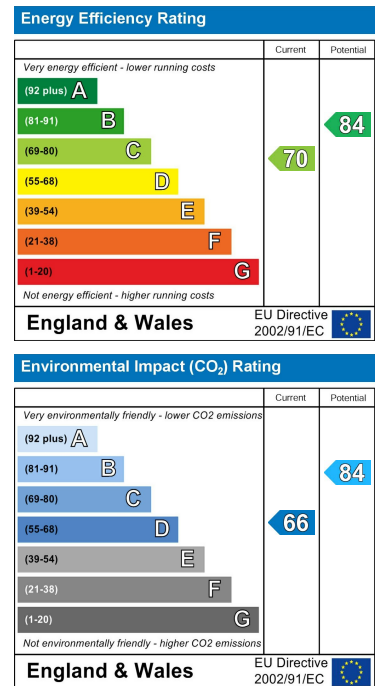 Energy Efficiency Rating
Current Potential
Very energy efficient - lower running costs
(92 plus) A
(81-91) B
84
(69-80) C
70
(55-68) D
(39-54) E
(21-38) F
(1-20) G
Not energy efficient - higher running costs
England & Wales
EU Directive
2002/91/EC
Environmental Impact (CO₂) Rating
Current Potential
Very environmentally friendly - lower CO2 emissions
(92 plus) A
(81-91) B
84
(69-80) C
(55-68) D
66
(39-54) E
(21-38) F
(1-20) G
Not environmentally friendly - higher CO2 emissions
England & Wales
EU Directive
2002/91/EC